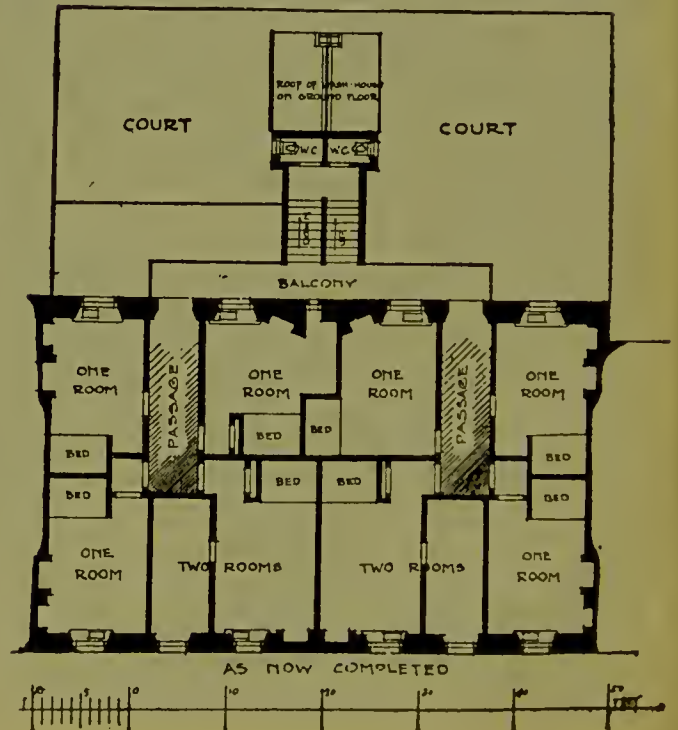 ROOF OF WASH-HOUSE
ON GROUND FLOOR
COURT
COURT
W.C
W.C
BALCONY
ONE
ROOM
PASSAGE
ONE
ROOM
ONE
ROOM
PASSAGE
ONE
ROOM
BED
BED
BED
BED
BED
BED
BED
BED
ONE
ROOM
TWO ROOMS
TWO ROOMS
ONE
ROOM
AS NOW COMPLETED
10 5 0 10 20 30 40 50